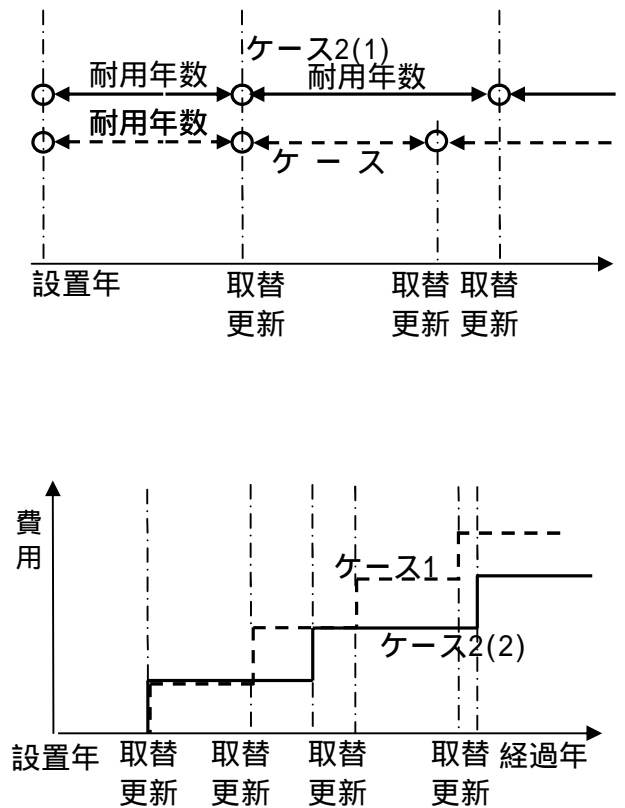 ケース2(1)
耐用年数 耐用年数
耐用年数
ケース
設置年 取替 取替 取替
更新 更新 更新
費
用
ケース1
ケース2(2)
設置年 取替 取替 取替 取替 経過年
更新 更新 更新 更新